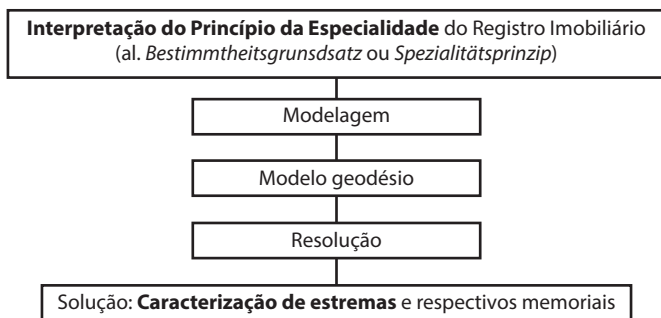 Interpretação do Princípio da Especialidade do Registro Imobiliário
(al. Bestimmtheitsgrunsdsatz ou Spezialitätsprinzip)
Modelagem
Modelo geodésio
Resolução
Solução: Caracterização de estremas e respectivos memoriais